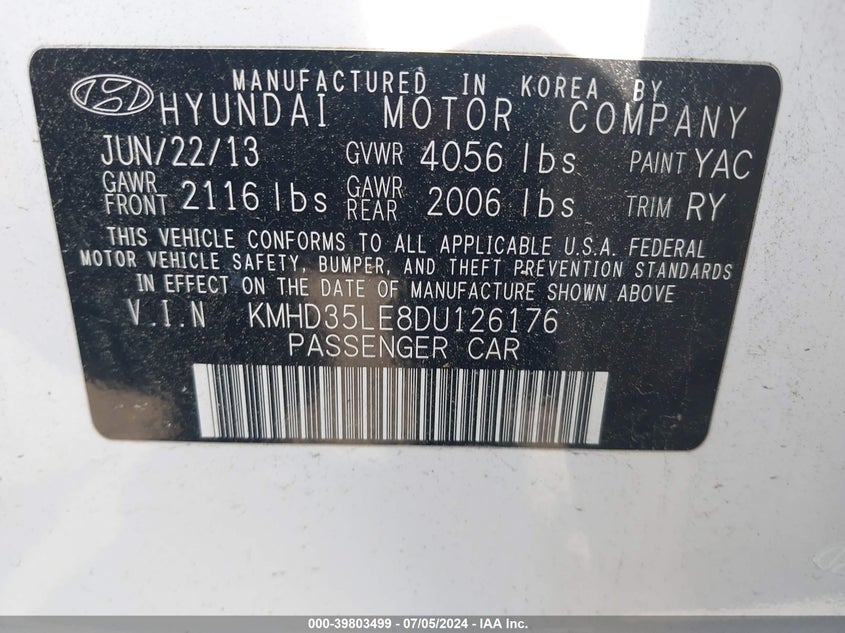 MANUFACTURED IN KOREA BY
HYUNDAI MOTOR COMPANY
JUN/22/13 GVWR 4056 lbs PAINT YAC
GAWR FRONT 2116 lbs GAWR REAR 2006 lbs TRIM RY
THIS VEHICLE CONFORMS TO ALL APPLICABLE U.S.A. FEDERAL
MOTOR VEHICLE SAFETY, BUMPER, AND THEFT PREVENTION STANDARDS
IN EFFECT ON THE DATE OF MANUFACTURE SHOWN ABOVE
V.I.N KMHD35LE8DU126176
PASSENGER CAR
000-39803499 - 07/05/2024 - IAA Inc.